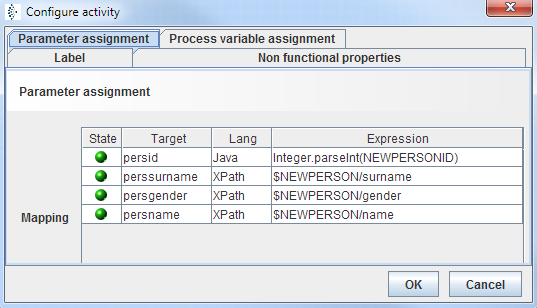 Configure activity
Parameter assignment Process variable assignment
Label Non functional properties
Parameter assignment
State Target Lang Expression
persid Java Integer.parseInt(NEWPERSONID)
perssurname XPath $NEWPERSON/surname
persgender XPath $NEWPERSON/gender
persname XPath $NEWPERSON/name
Mapping
OK Cancel